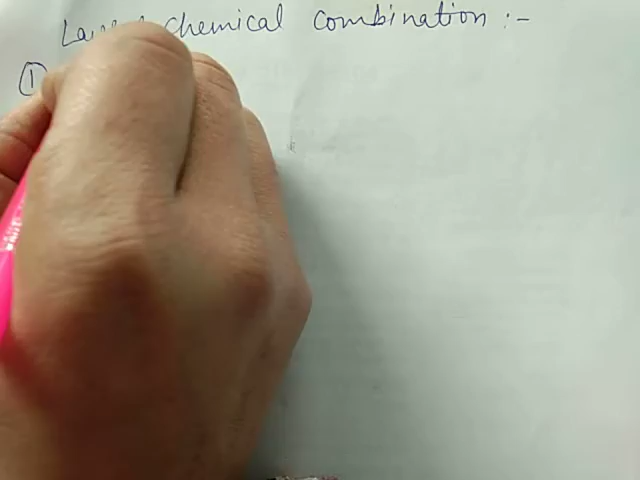 chemical combination :-
①